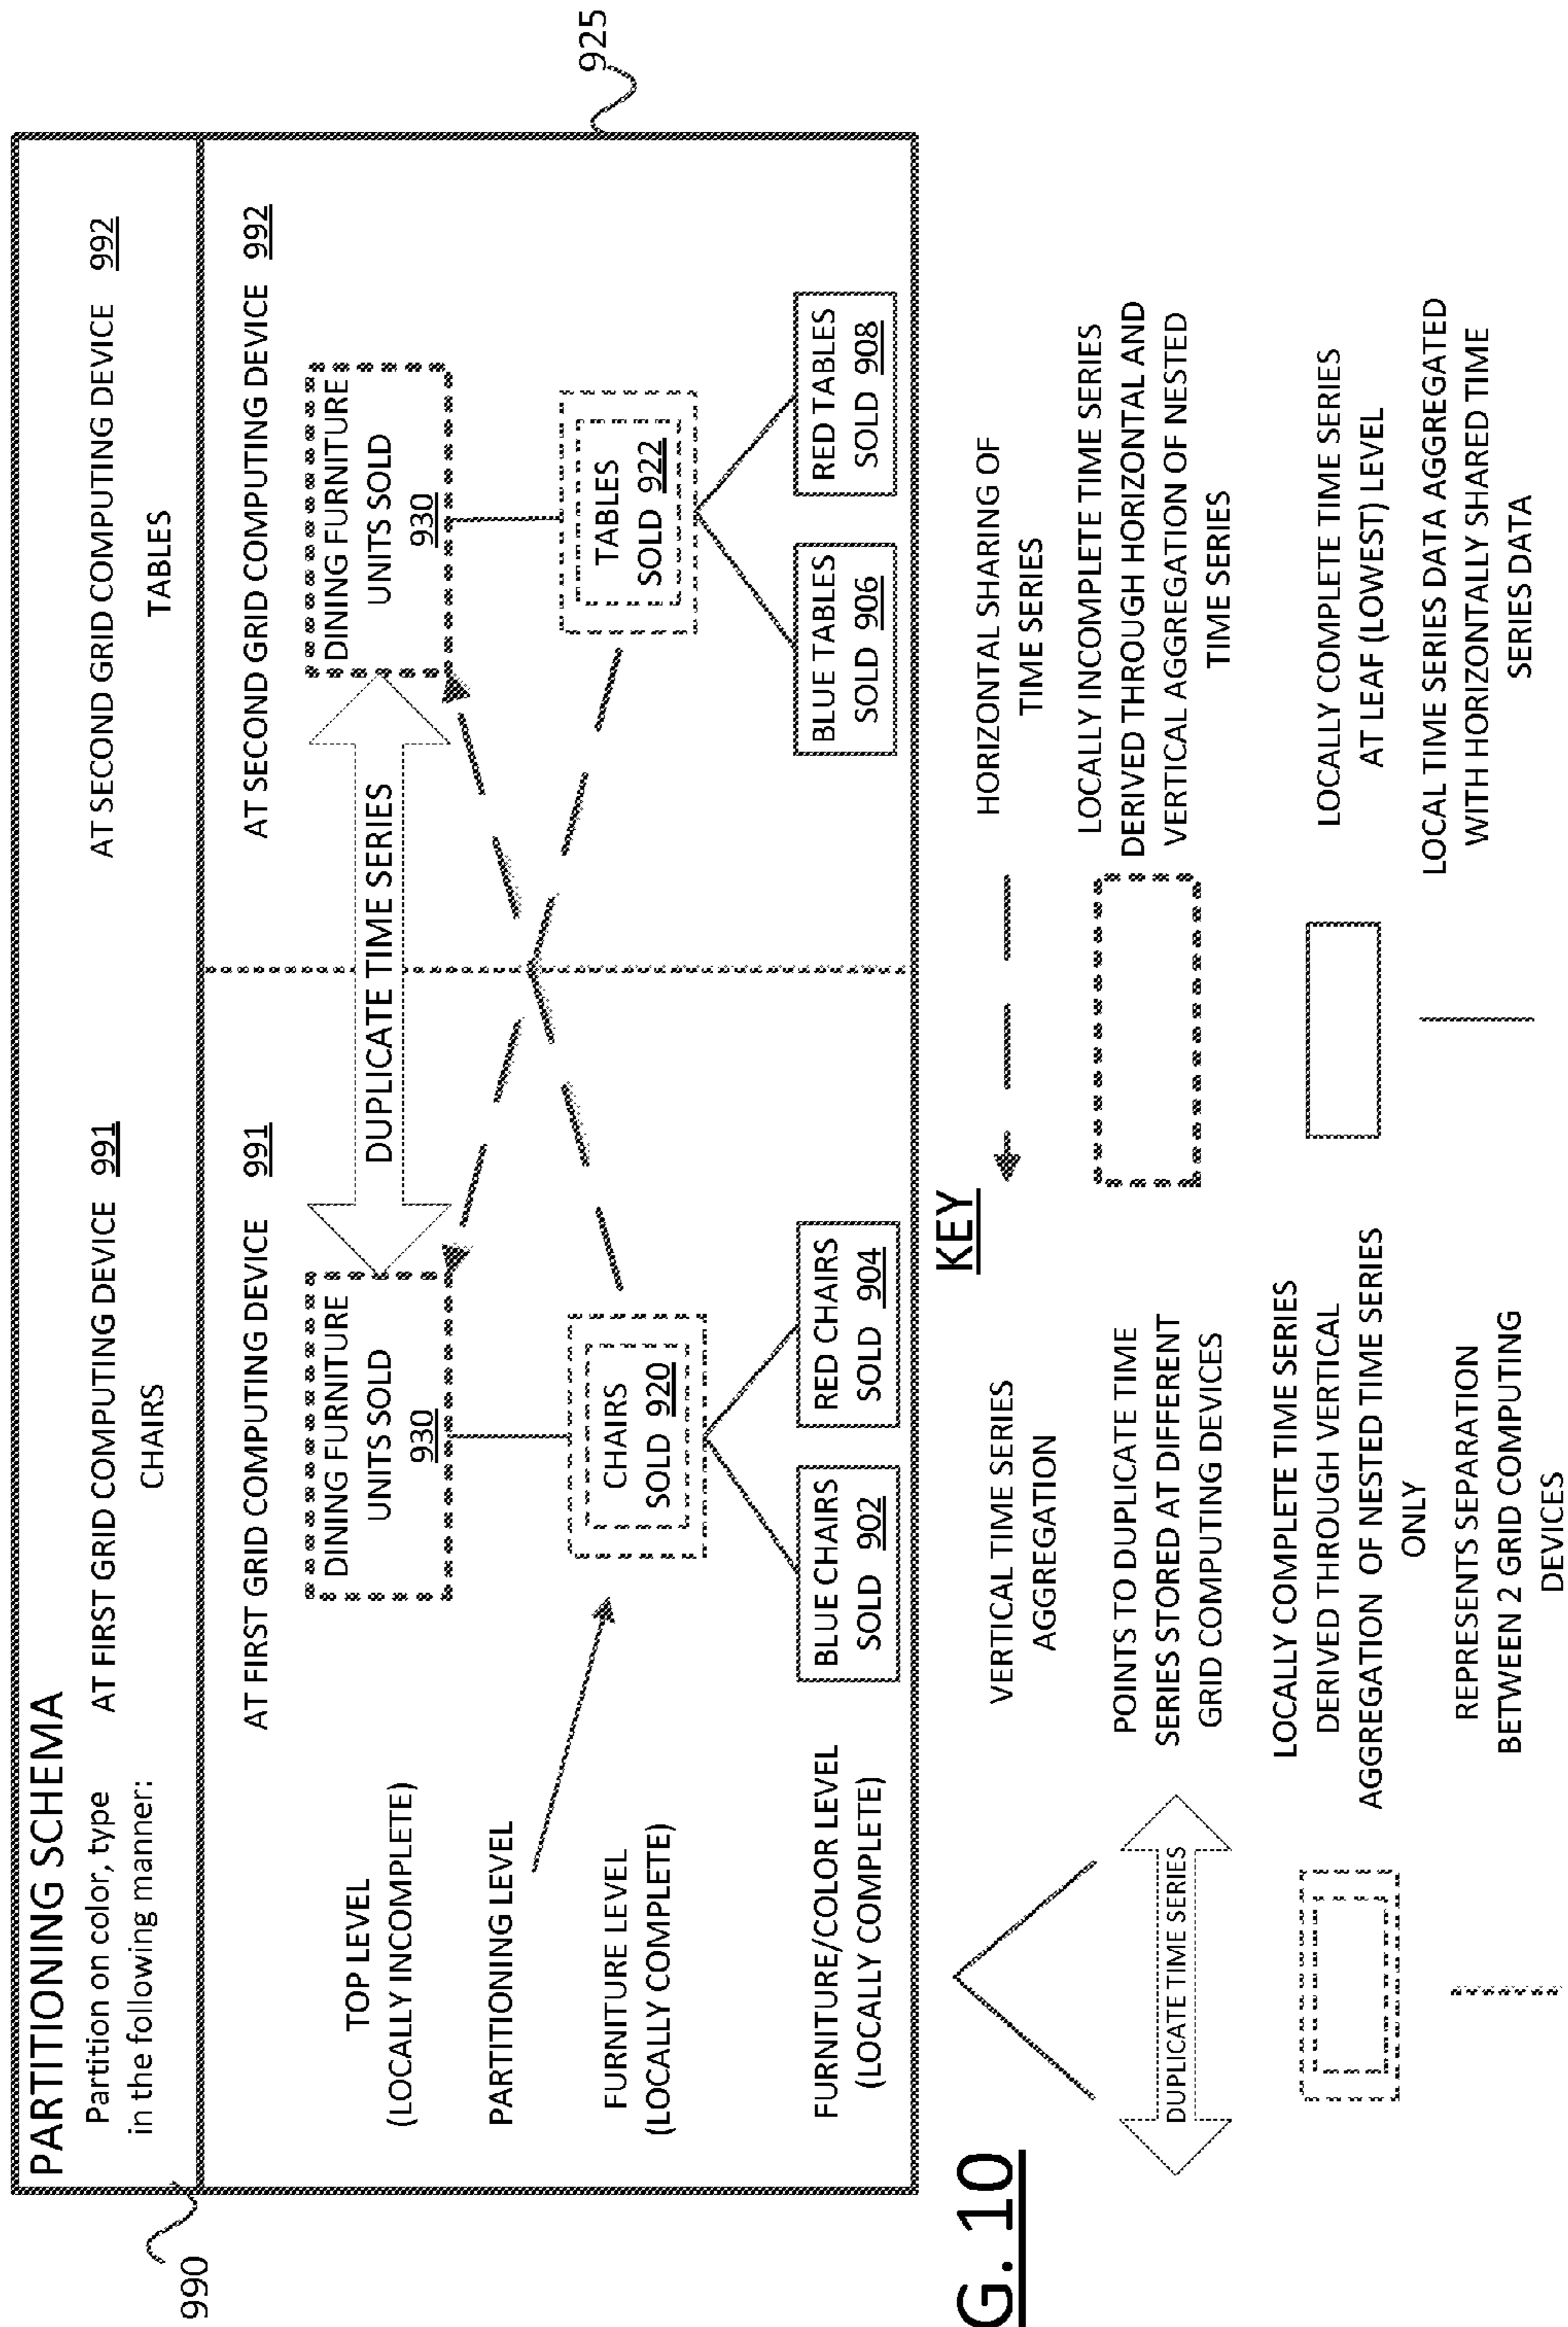 PARTITIONING SCHEMA
Partition on color, type
in the following manner:
AT FIRST GRID COMPUTING DEVICE 991
CHAIRS
AT SECOND GRID COMPUTING DEVICE 992
TABLES
990
AT FIRST GRID COMPUTING DEVICE 991
AT SECOND GRID COMPUTING DEVICE 992
925
TOP LEVEL
(LOCALLY INCOMPLETE)
DINING FURNITURE
UNITS SOLD
930
DUPLICATE TIME SERIES
DINING FURNITURE
UNITS SOLD
930
PARTITIONING LEVEL
FURNITURE LEVEL
(LOCALLY COMPLETE)
CHAIRS
SOLD 920
TABLES
SOLD 922
FURNITURE/COLOR LEVEL
(LOCALLY COMPLETE)
BLUE CHAIRS
SOLD 902
RED CHAIRS
SOLD 904
BLUE TABLES
SOLD 906
RED TABLES
SOLD 908
G. 10
KEY
VERTICAL TIME SERIES
AGGREGATION
HORIZONTAL SHARING OF
TIME SERIES
DUPLICATE TIME SERIES
POINTS TO DUPLICATE TIME
SERIES STORED AT DIFFERENT
GRID COMPUTING DEVICES
LOCALLY INCOMPLETE TIME SERIES
DERIVED THROUGH HORIZONTAL AND
VERTICAL AGGREGATION OF NESTED
TIME SERIES
LOCALLY COMPLETE TIME SERIES
DERIVED THROUGH VERTICAL
AGGREGATION OF NESTED TIME SERIES
ONLY
LOCALLY COMPLETE TIME SERIES
AT LEAF (LOWEST) LEVEL
REPRESENTS SEPARATION
BETWEEN 2 GRID COMPUTING
DEVICES
LOCAL TIME SERIES DATA AGGREGATED
WITH HORIZONTALLY SHARED TIME
SERIES DATA